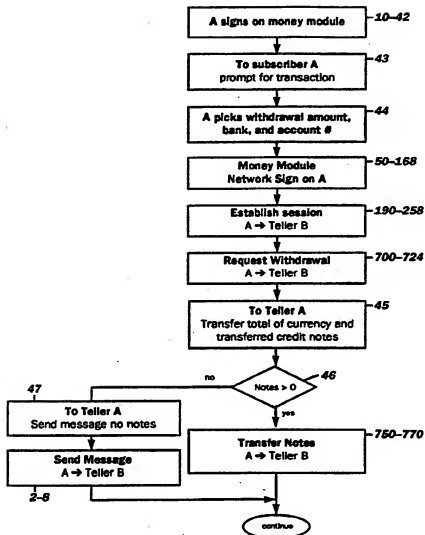 A signs on money module
10–42
To subscriber A
prompt for transaction
43
A picks withdrawal amount,
bank, and account #
44
Money Module
Network Sign on A
50–168
Establish session
A → Teller B
190–258
Request Withdrawal
A → Teller B
700–724
To Teller A
Transfer total of currency and
transferred credit notes
45
Notes > 0
46
no
yes
47
To Teller A
Send message no notes
Transfer Notes
A → Teller B
750–770
Send Message
A → Teller B
2–8
continue